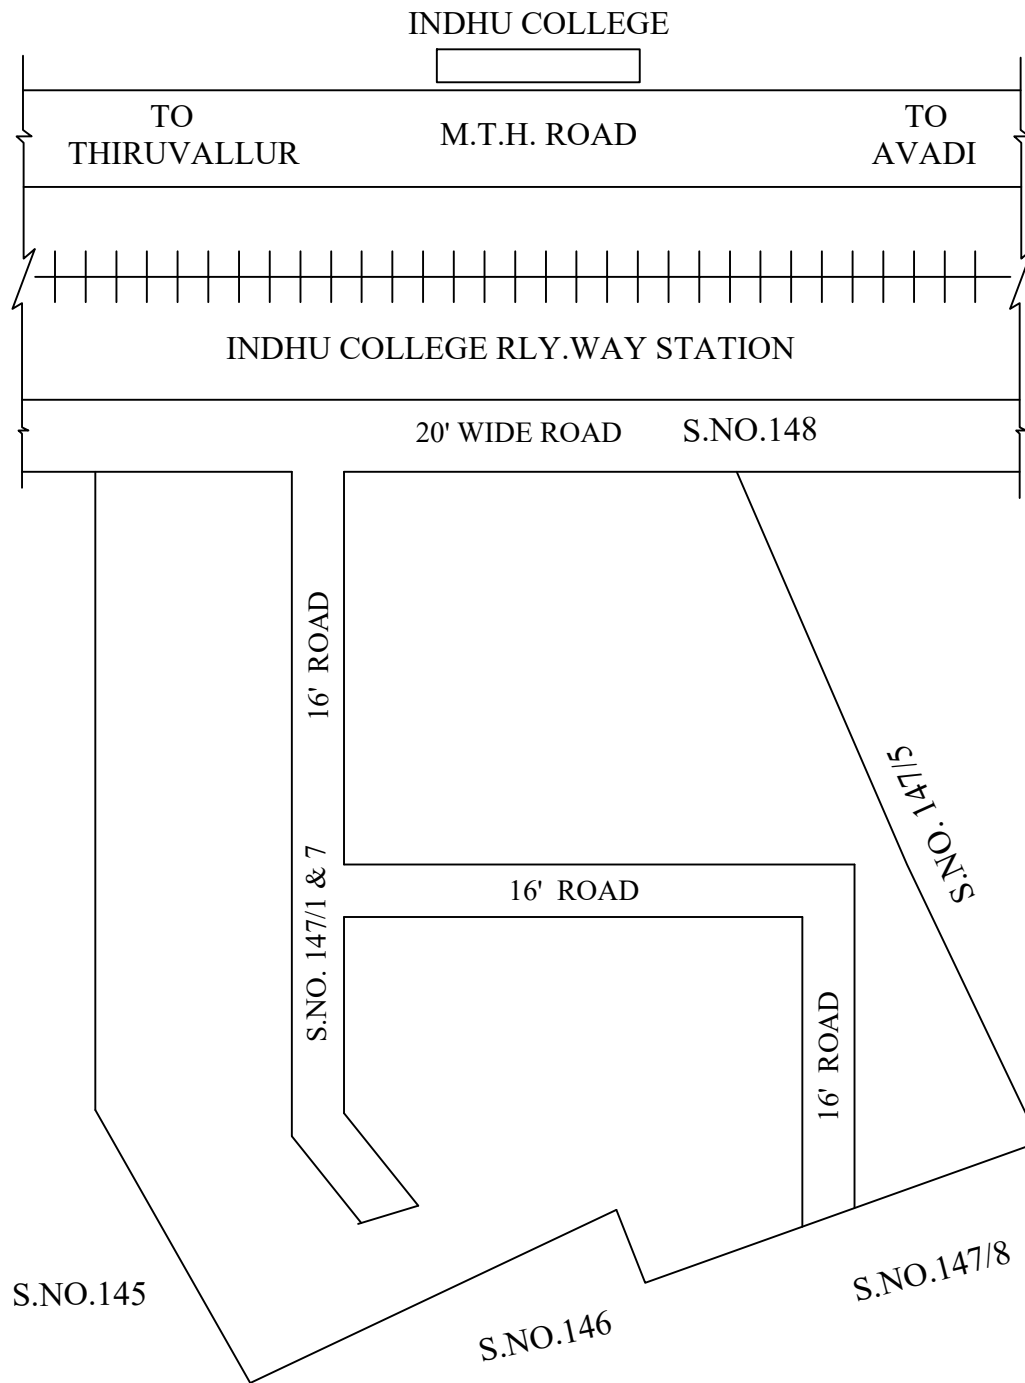 INDHU COLLEGE
TO
THIRUVALLUR
M.T.H. ROAD
TO
AVADI
INDHU COLLEGE RLY.WAY STATION
20' WIDE ROAD
S.NO.148
16' ROAD
S.NO. 147/5
S.NO. 147/1 & 7
16' ROAD
16' ROAD
S.NO.145
S.NO.146
S.NO.147/8